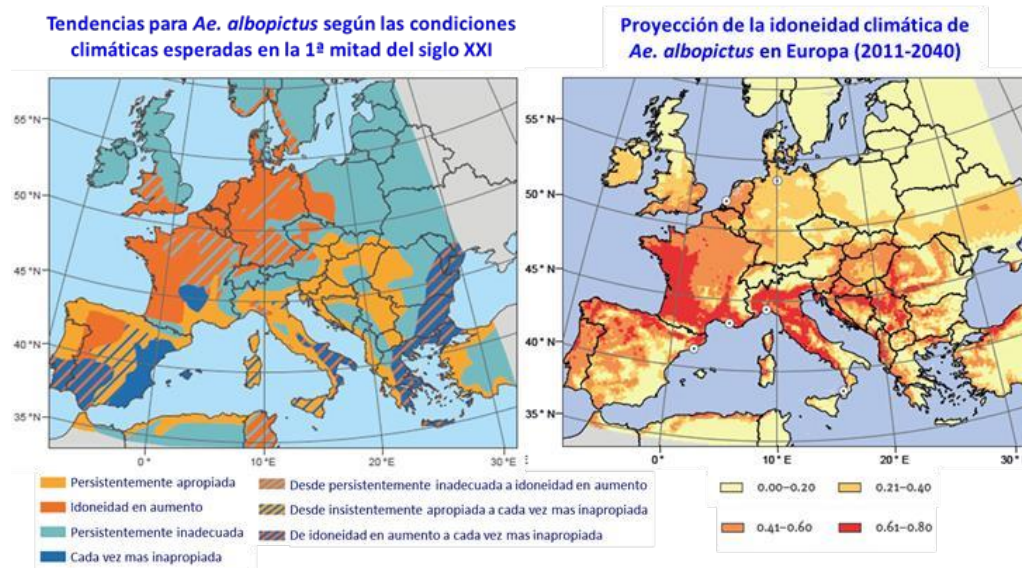 Tendencias para Ae. albopictus según las condiciones
climáticas esperadas en la 1ª mitad del siglo XXI
Proyección de la idoneidad climática de
Ae. albopictus en Europa (2011-2040)
55 °N
50 °N
45 °N
40 °N
35 °N
0 °
10 °E
20 °E
30 °E
55 °N
50 °N
45 °N
40 °N
35 °N
0 °
10 ° E
20 ° E
30 °
Persistentemente apropiada
Idoneidad en aumento
Persistentemente inadecuada
Cada vez mas inapropiada
Desde persistentemente inadecuada a idoneidad en aumento
Desde insistentemente apropiada a cada vez mas inapropiada
De idoneidad en aumento a cada vez mas inapropiada
0.00–0.20
0.21–0.40
0.41–0.60
0.61–0.80